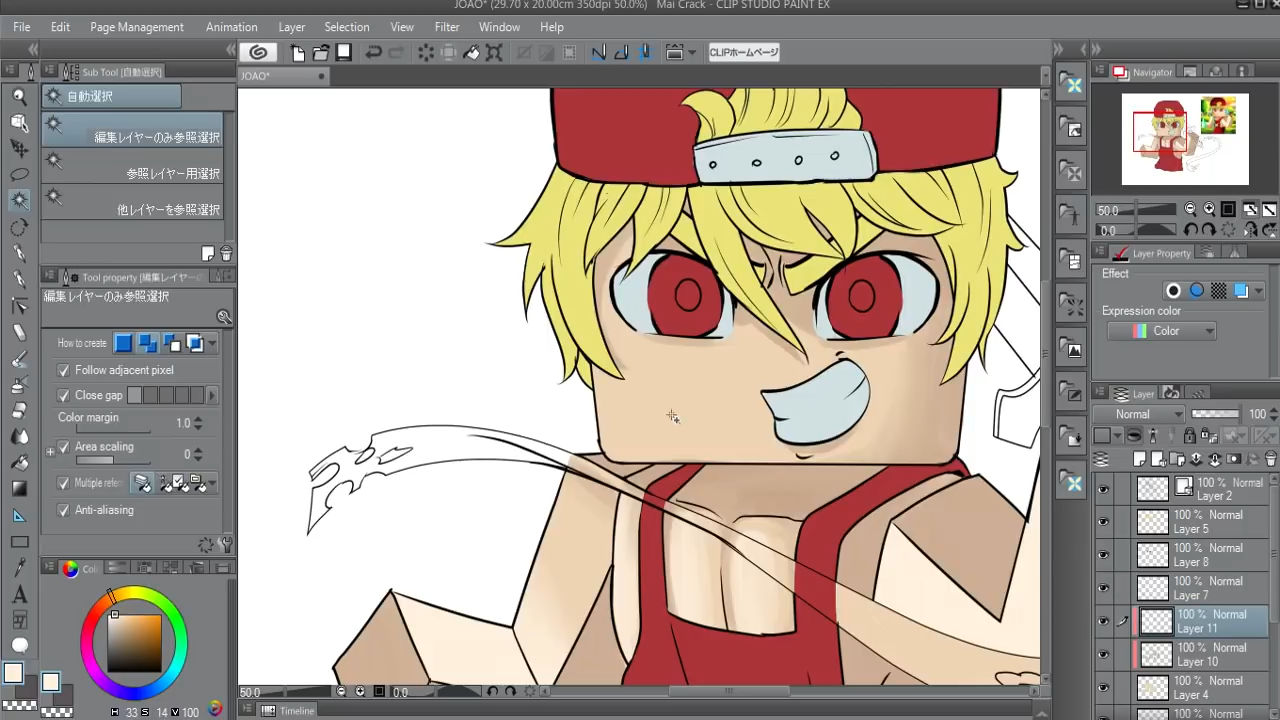 JOAO* (29.70 x 20.00cm 350dpi 50.0%) Mai Crack - CLIP STUDIO PAINT EX
File Edit Page Management Animation Layer Selection View Filter Window Help
CLIPホームページ
Sub Tool [自動選択]
JOAO*
Navigator
自動選択
編集レイヤーのみ参照選択
参照レイヤー用選択
他レイヤーを参照選択
50.0
0.0
Layer Property
Tool property [編集レイヤーの
編集レイヤーのみ参照選択
Effect
Expression color
Color
How to create
Follow adjacent pixel
Close gap
Color margin
1.0
Area scaling
0
Multiple refer
Anti-aliasing
Layer
Normal
100
100 % Normal
Layer 2
100 % Normal
Layer 5
100 % Normal
Layer 8
100 % Normal
Layer 7
100 % Normal
Layer 11
100 % Normal
Layer 10
100 % Normal
Layer 4
100 % Normal
Col
H 33 S 14 V 100
50.0
0.0
Timeline